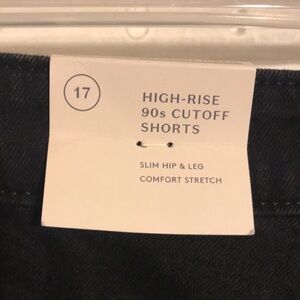 17
HIGH-RISE
90s CUTOFF
SHORTS
SLIM HIP & LEG
COMFORT STRETCH